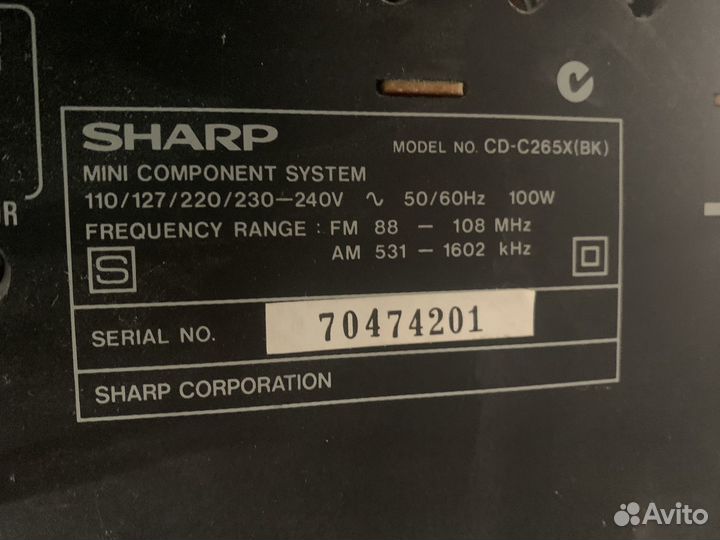 UR
SHARP
MODEL NO. CD-C265X(BK)
MINI COMPONENT SYSTEM
110/127/220/230—240V ∿ 50/60Hz 100W
FREQUENCY RANGE : FM 88 — 108 MHz
AM 531 — 1602 kHz
S
SERIAL NO. 70474201
SHARP CORPORATION
Avito